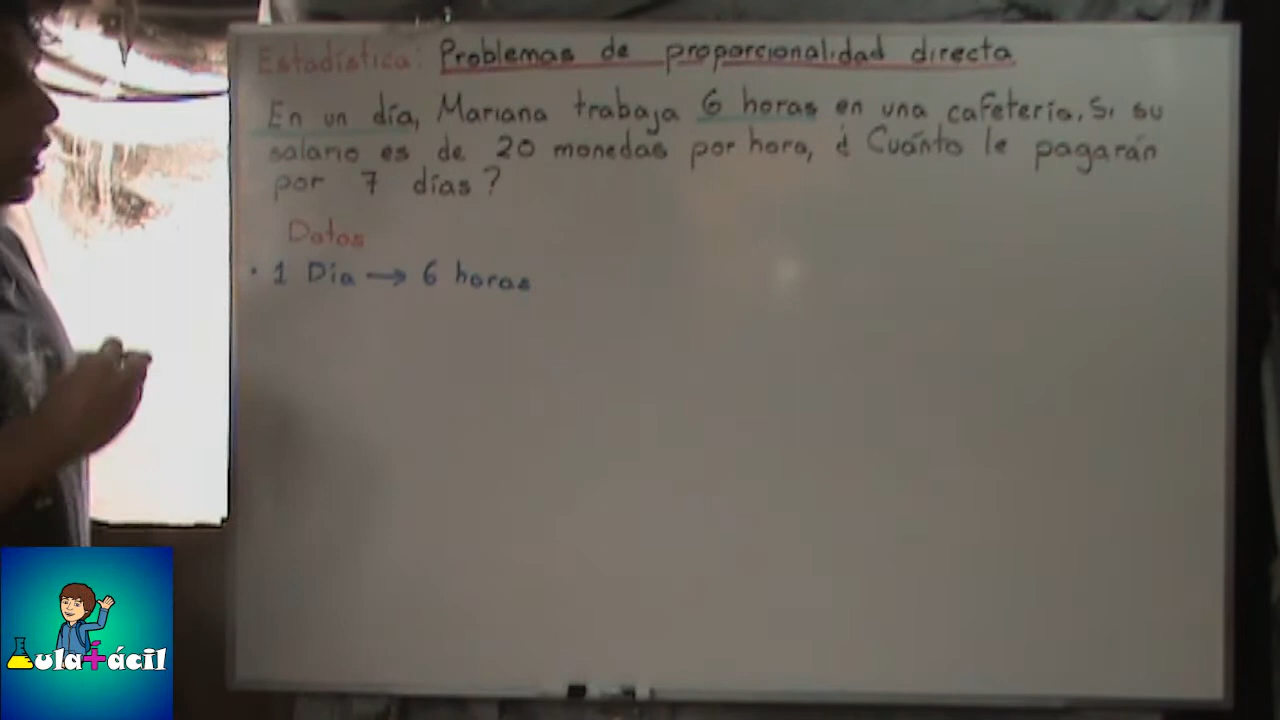 Estadística: Problemas de proporcionalidad directa
En un día, Mariana trabaja 6 horas en una cafetería. Si su
salario es de 20 monedas por hora, ¿Cuánto le pagarán
por 7 días?
Datos
• 1 Día → 6 horas
Aula+ácil